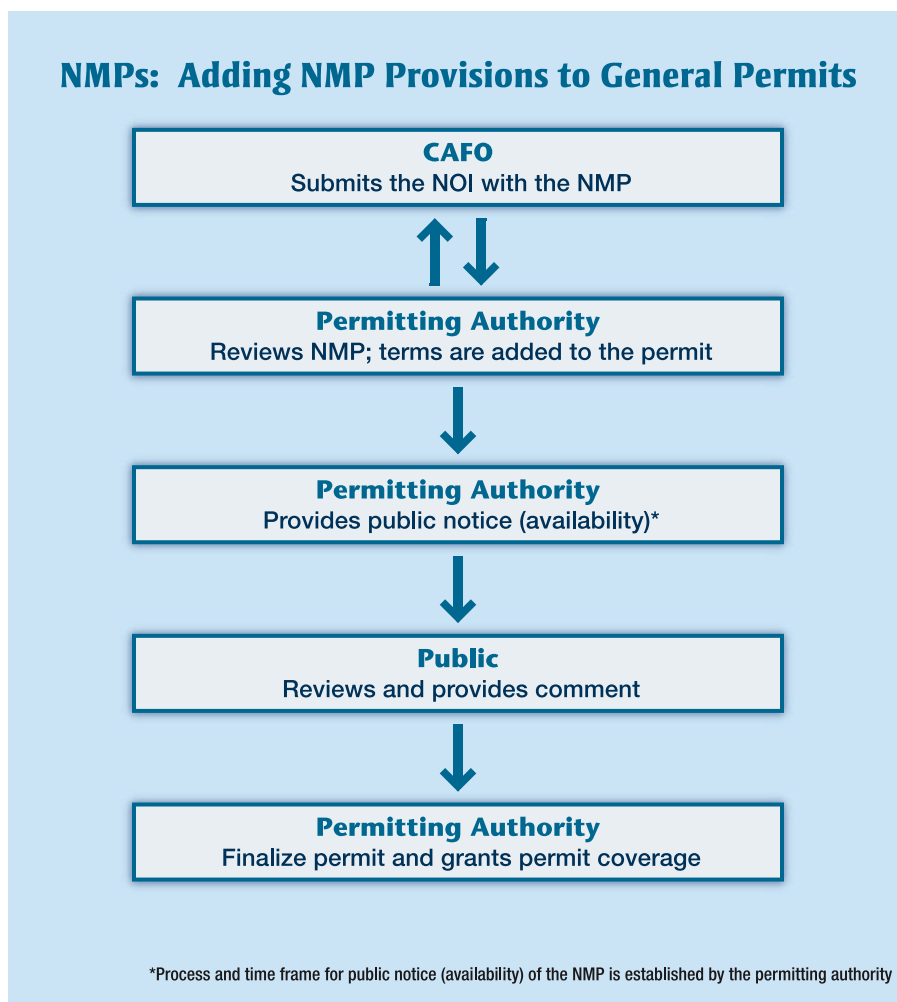 NMPs: Adding NMP Provisions to General Permits
CAFO
Submits the NOI with the NMP
Permitting Authority
Reviews NMP; terms are added to the permit
Permitting Authority
Provides public notice (availability)*
Public
Reviews and provides comment
Permitting Authority
Finalize permit and grants permit coverage
*Process and time frame for public notice (availability) of the NMP is established by the permitting authority